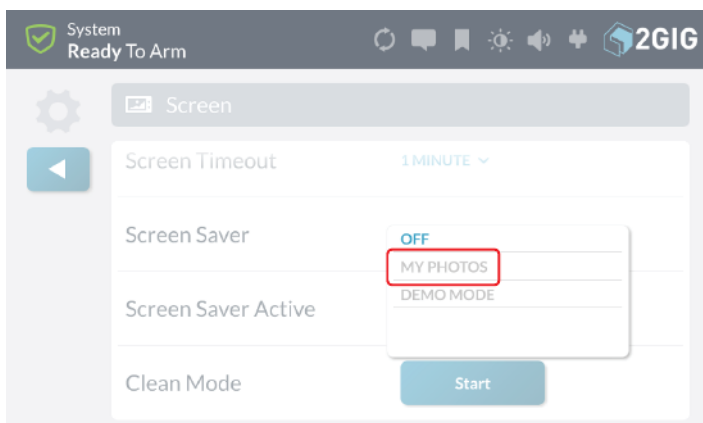 System
Ready To Arm
2GIG
Screen
Screen Timeout
1 MINUTE
Screen Saver
OFF
MY PHOTOS
DEMO MODE
Screen Saver Active
Clean Mode
Start